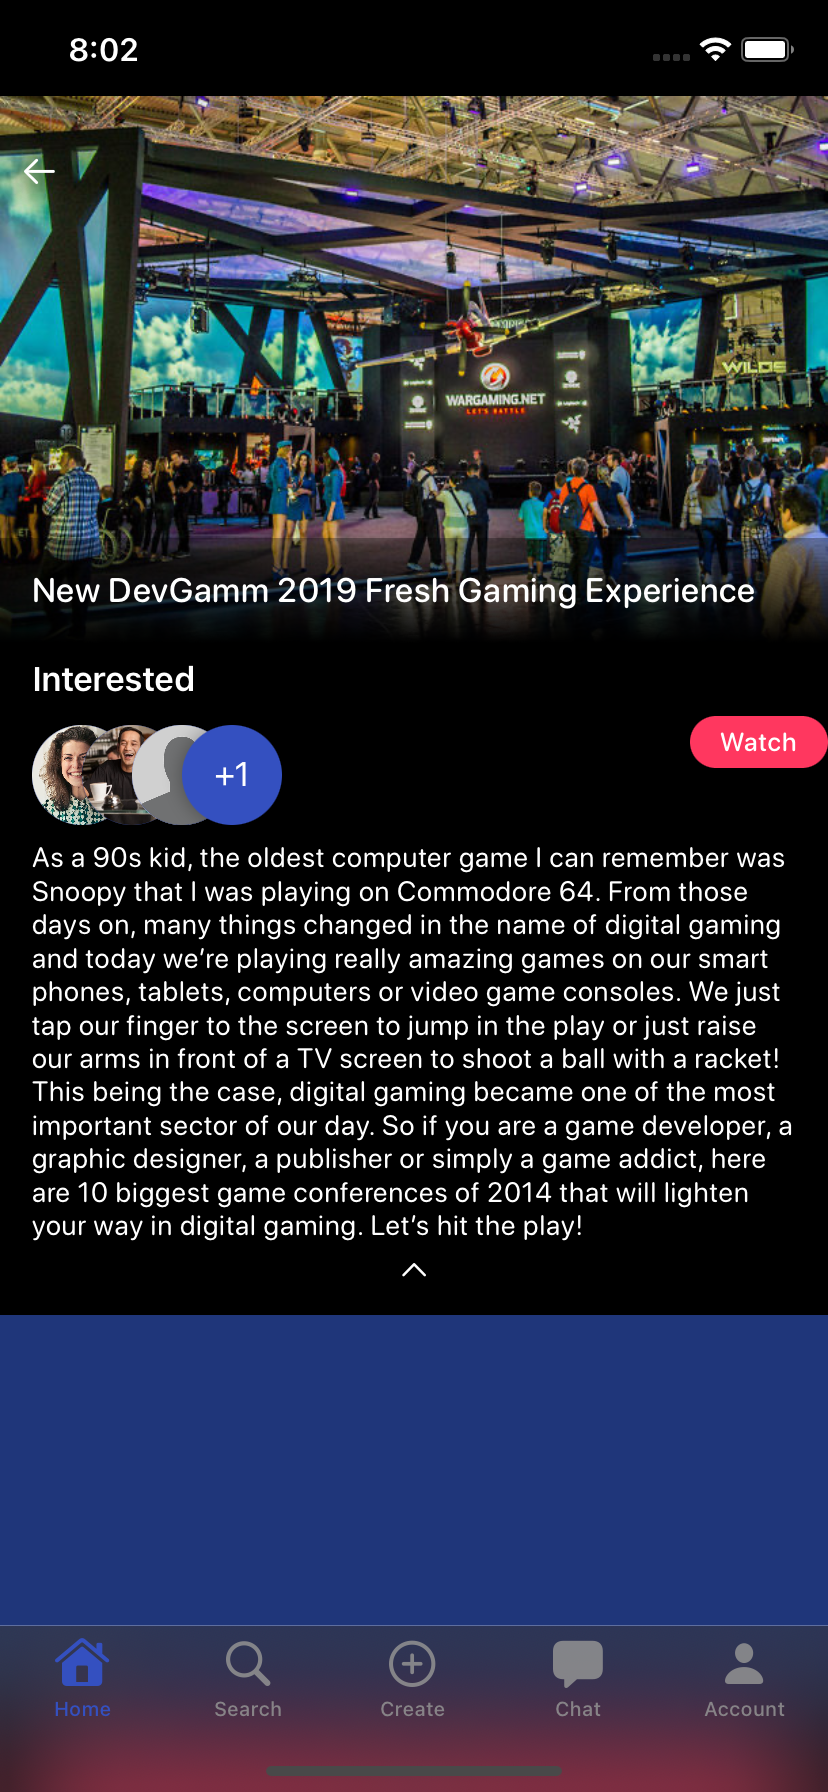 8:02
WILDS
WARGAMING.NET
LET'S BATTLE
New DevGamm 2019 Fresh Gaming Experience
Interested
+1
Watch
As a 90s kid, the oldest computer game I can remember was
Snoopy that I was playing on Commodore 64. From those
days on, many things changed in the name of digital gaming
and today we’re playing really amazing games on our smart
phones, tablets, computers or video game consoles. We just
tap our finger to the screen to jump in the play or just raise
our arms in front of a TV screen to shoot a ball with a racket!
This being the case, digital gaming became one of the most
important sector of our day. So if you are a game developer, a
graphic designer, a publisher or simply a game addict, here
are 10 biggest game conferences of 2014 that will lighten
your way in digital gaming. Let’s hit the play!
Home
Search
Create
Chat
Account